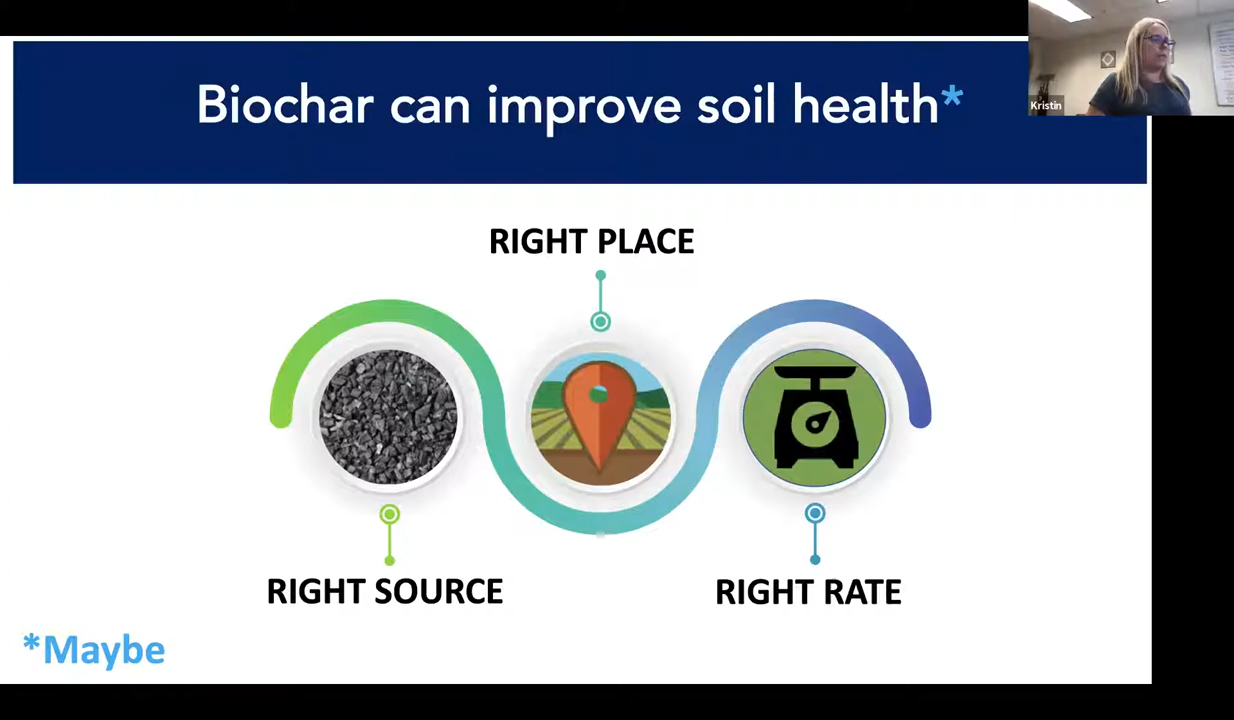 Biochar can improve soil health*
Kristin
RIGHT PLACE
RIGHT SOURCE
RIGHT RATE
*Maybe